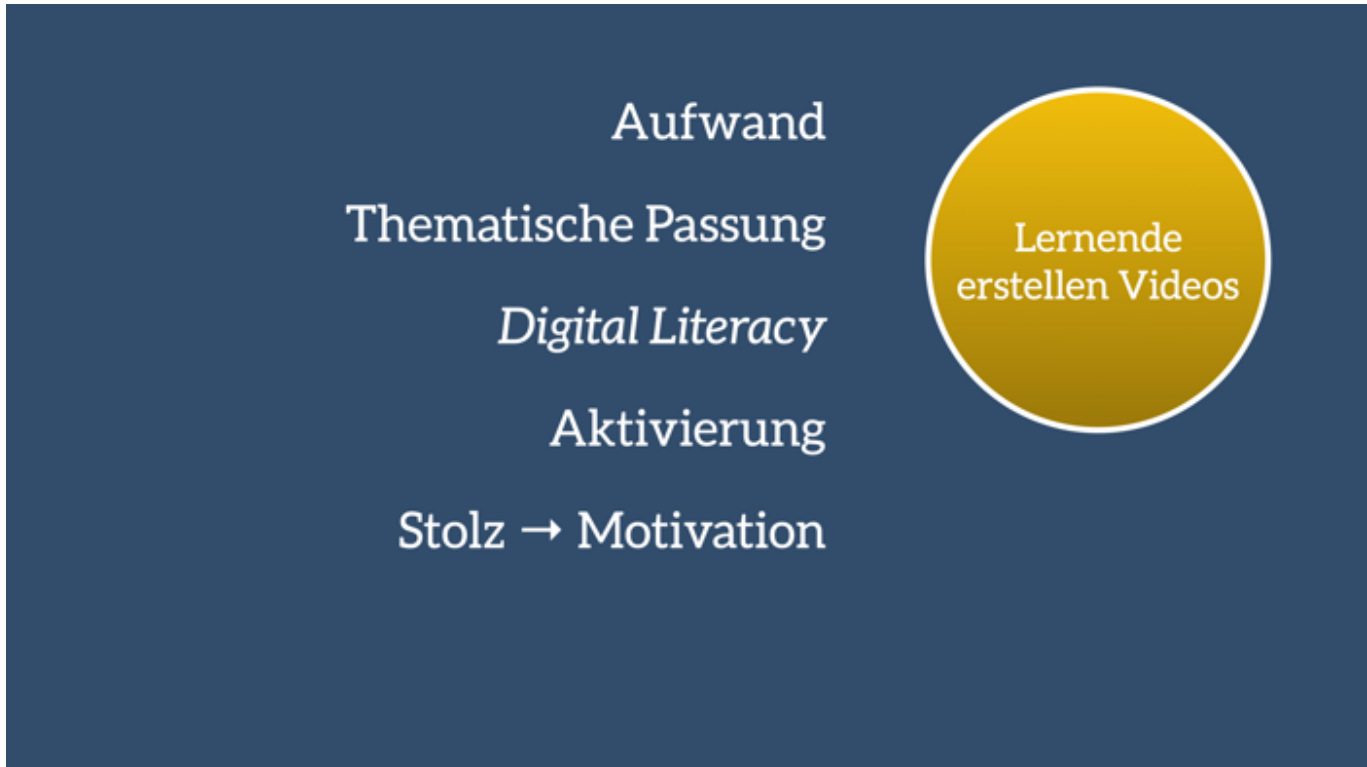 Aufwand
Thematische Passung
Digital Literacy
Aktivierung
Stolz → Motivation
Lernende
erstellen Videos